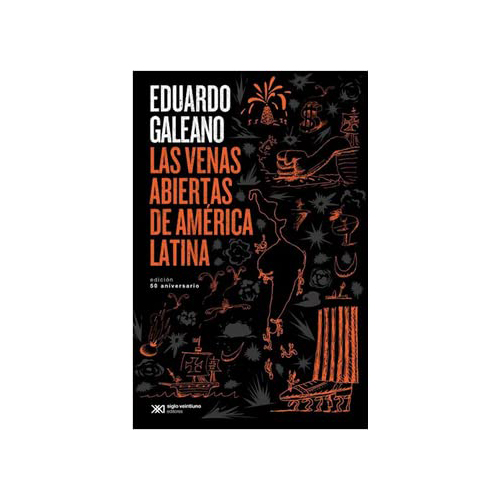 EDUARDO
GALEANO
LAS VENAS
ABIERTAS
DE AMÉRICA
LATINA
edición
50 aniversario
siglo veintiuno
editores